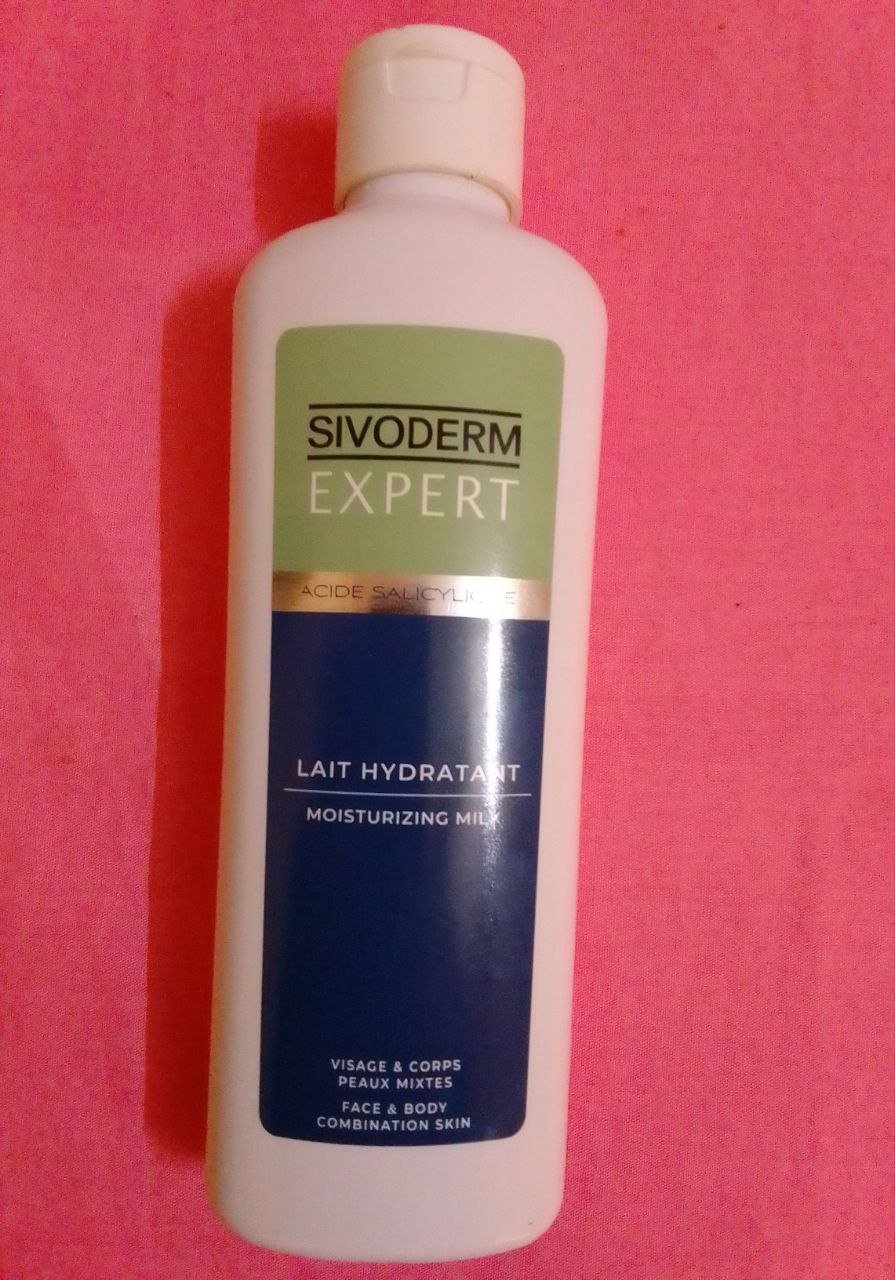 SIVODERM
EXPERT
ACIDE SALICYLIQUE
LAIT HYDRATANT
MOISTURIZING MILK
VISAGE & CORPS
PEAUX MIXTES
FACE & BODY
COMBINATION SKIN